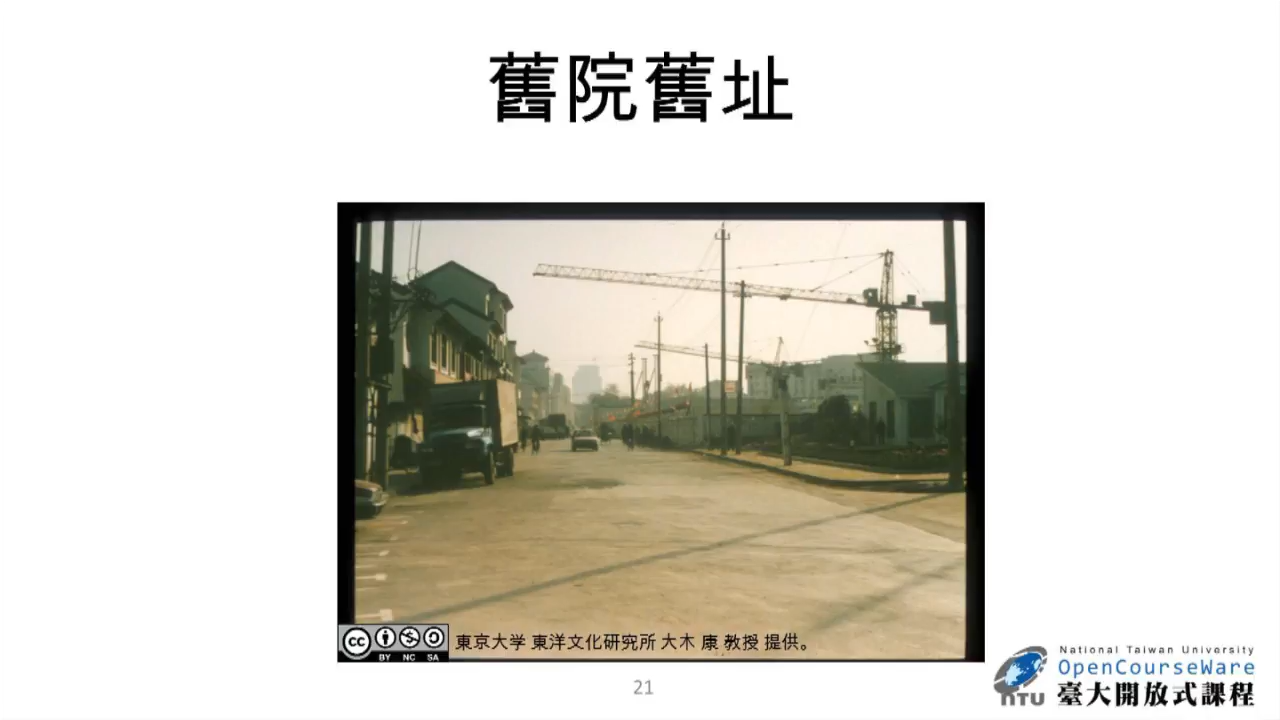 舊院舊址
cc
BY NC SA
東京大学 東洋文化研究所 大木 康 教授 提供。
21
National Taiwan University
OpenCourseWare
NTU
臺大開放式課程